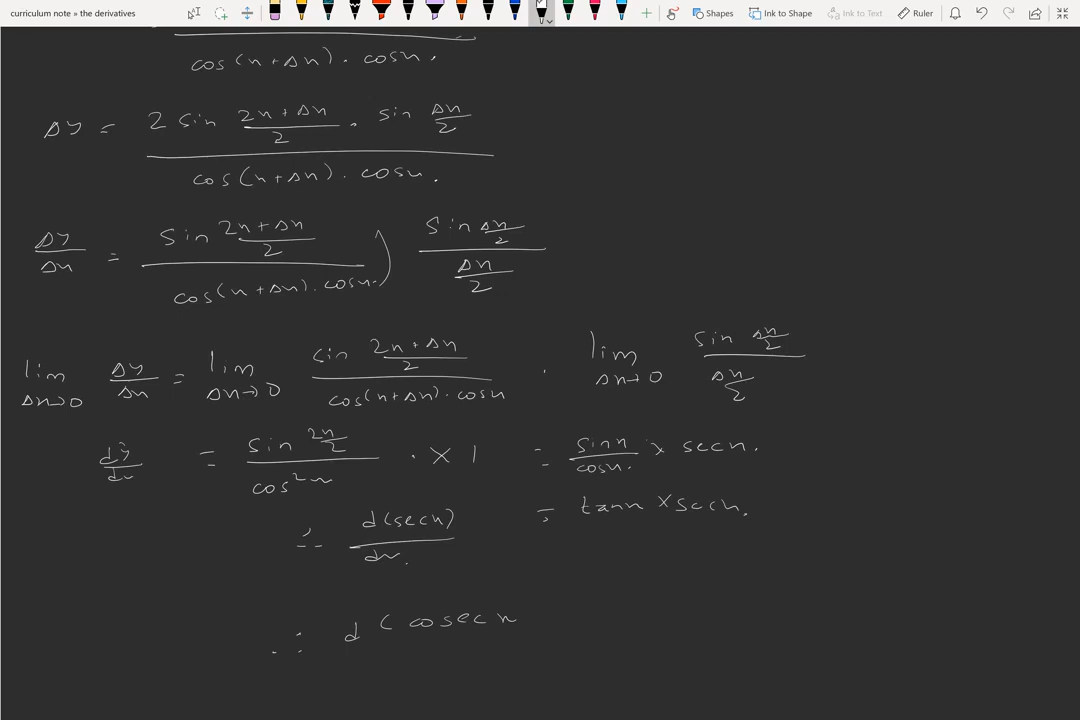 curriculum note » the derivatives
Shapes Ink to Shape Ink to Text Ruler
cos(x+Δx) . cosx.
Δy = 2 sin (2x+Δx)/2 . sin Δx/2 / cos(x+Δx) . cosx.
Δy/Δx = sin (2x+Δx)/2 / cos(x+Δx) . cosx. ) sin Δx/2 / Δx/2
lim Δx→0 Δy/Δx = lim Δx→0 sin (2x+Δx)/2 / cos(x+Δx) . cosx . lim Δx→0 sin Δx/2 / Δx/2
dy/dx = sin 2x/2 / cos²x . × 1 = sinx/cosx. × secx.
∴ d(secx)/dx. = tanx × secx.
∴ d (cosecx